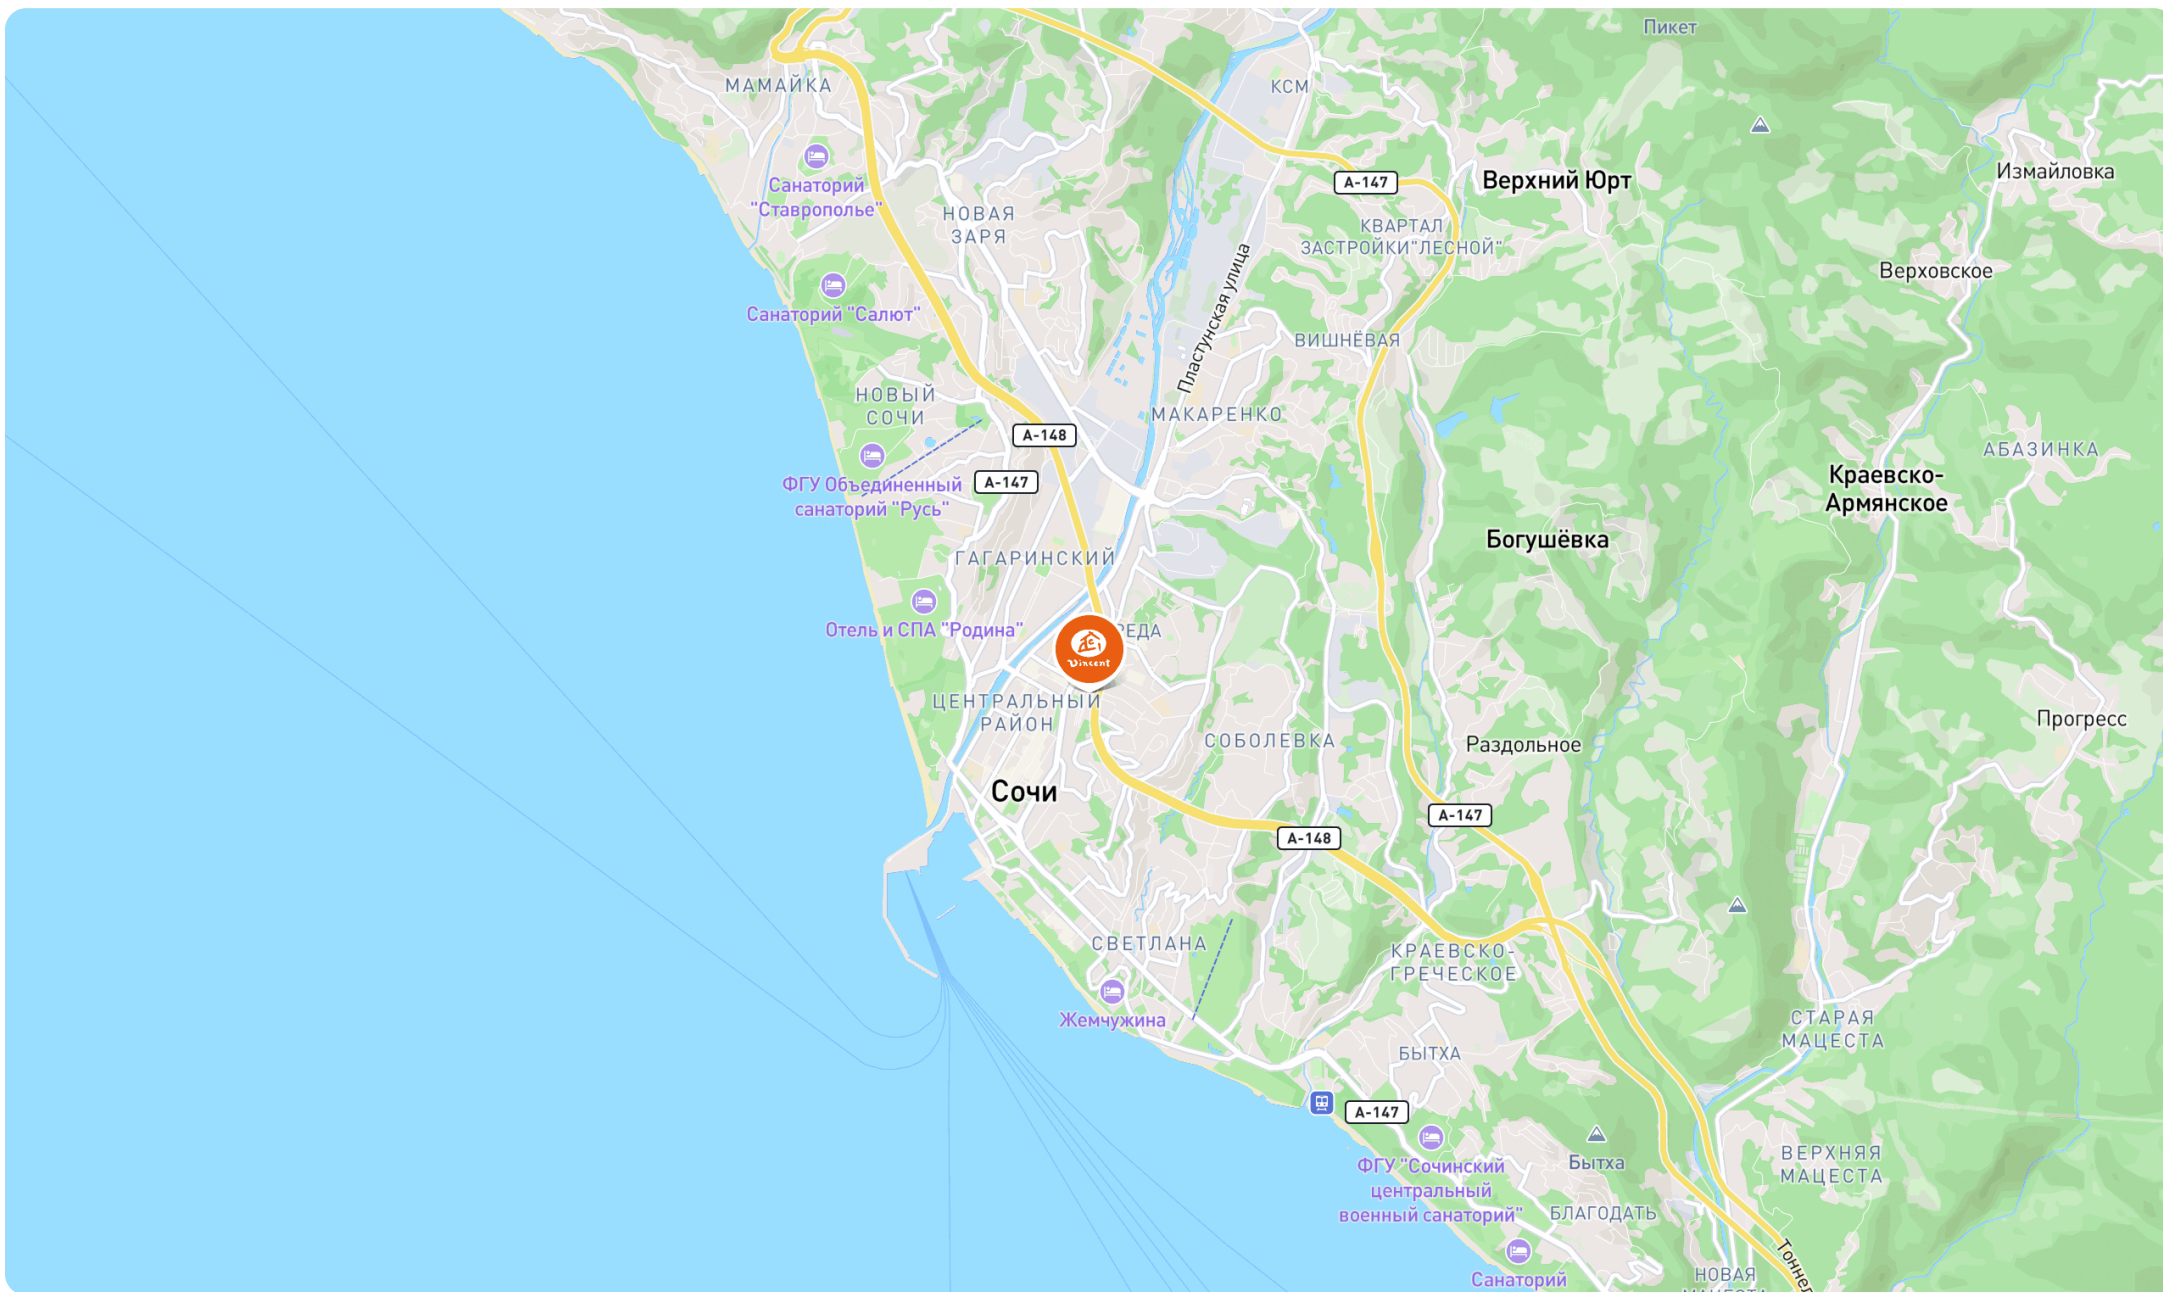 Пикет
МАМАЙКА
КСМ
Санаторий
"Ставрополье"
А-147
Верхний Юрт
Измайловка
НОВАЯ
ЗАРЯ
КВАРТАЛ
ЗАСТРОЙКИ"ЛЕСНОЙ"
Верховское
Санаторий "Салют"
Пластунская улица
ВИШНЁВАЯ
НОВЫЙ
СОЧИ
МАКАРЕНКО
А-148
АБАЗИНКА
ФГУ Объединенный
санаторий "Русь"
А-147
Краевско-
Армянское
Богушёвка
ГАГАРИНСКИЙ
Отель и СПА "Родина"
Vincent
РЕДА
ЦЕНТРАЛЬНЫЙ
РАЙОН
Прогресс
СОБОЛЕВКА
Раздольное
Сочи
А-147
А-148
СВЕТЛАНА
КРАЕВСКО-
ГРЕЧЕСКОЕ
Жемчужина
СТАРАЯ
МАЦЕСТА
БЫТХА
А-147
ФГУ "Сочинский
центральный
военный санаторий"
Бытха
ВЕРХНЯЯ
МАЦЕСТА
БЛАГОДАТЬ
Санаторий
Тоннел
НОВАЯ
МАЦЕСТА